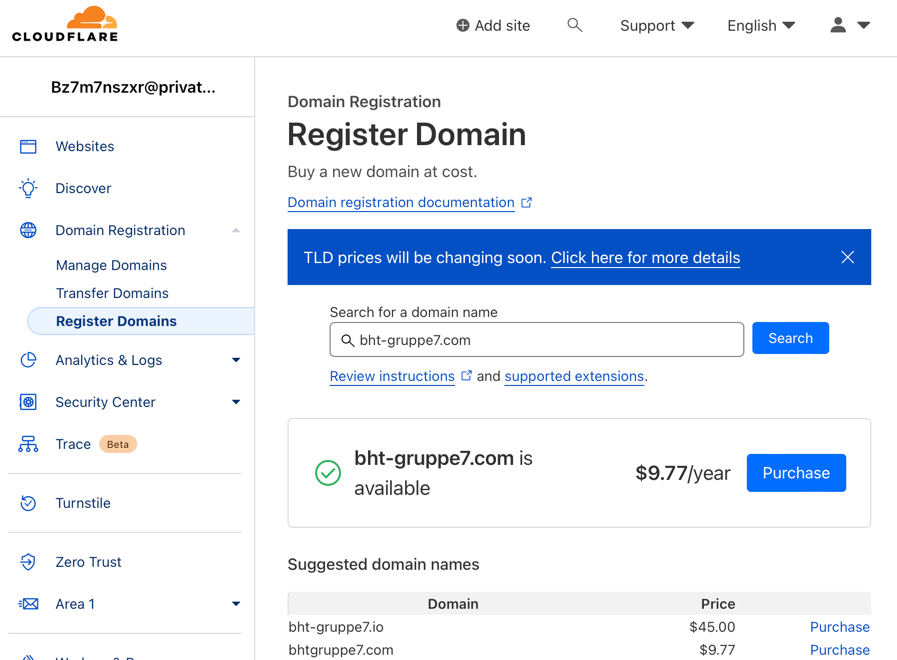 CLOUDFLARE
Add site
Support
English
Bz7m7nszxr@privat...
Websites
Discover
Domain Registration
Manage Domains
Transfer Domains
Register Domains
Analytics & Logs
Security Center
Trace Beta
Turnstile
Zero Trust
Area 1
Domain Registration
Register Domain
Buy a new domain at cost.
Domain registration documentation
TLD prices will be changing soon. Click here for more details
Search for a domain name
bht-gruppe7.com
Search
Review instructions and supported extensions.
bht-gruppe7.com is
available
$9.77/year
Purchase
Suggested domain names
Domain Price
bht-gruppe7.io $45.00 Purchase
bhtgruppe7.com $9.77 Purchase